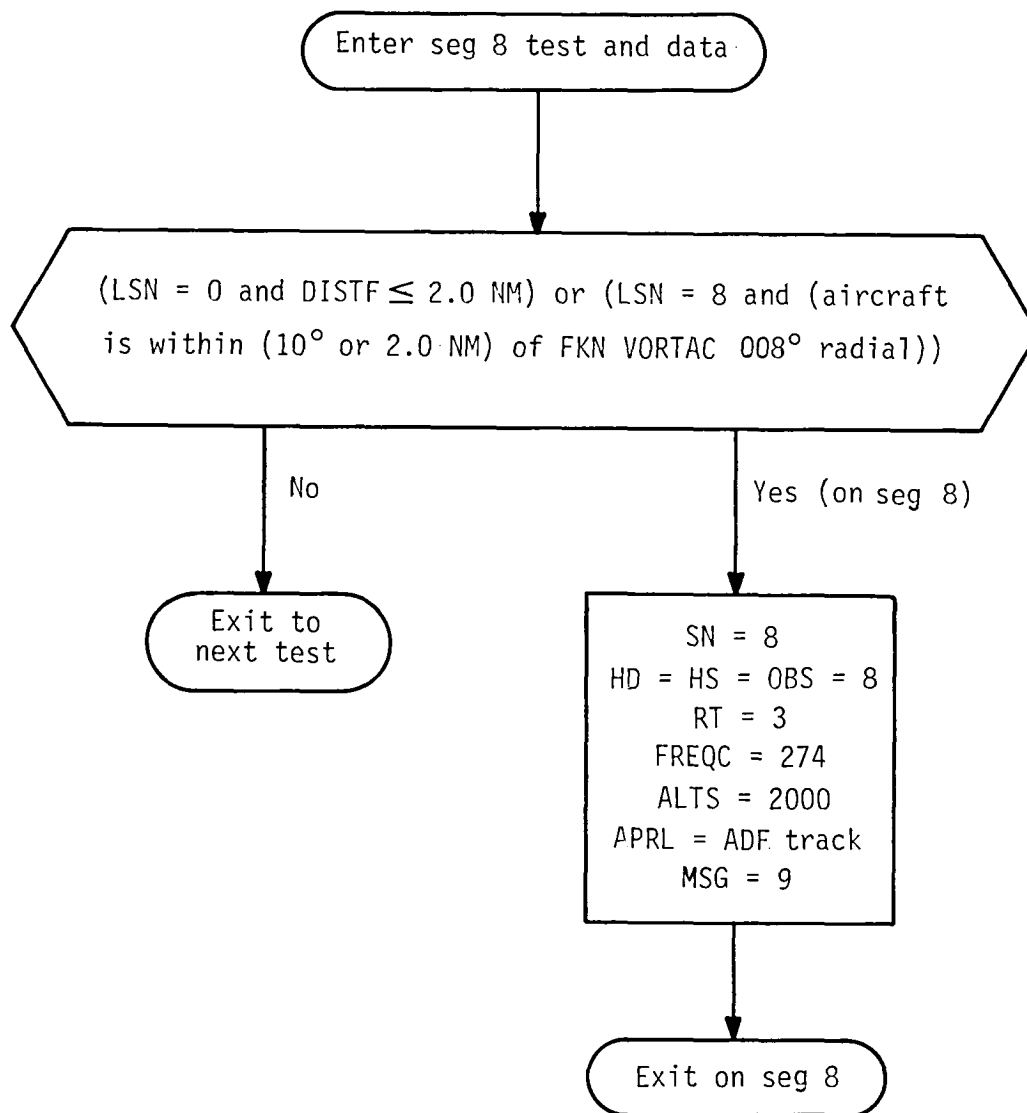 Enter seg 8 test and data
(LSN = 0 and DISTF ≤ 2.0 NM) or (LSN = 8 and (aircraft
is within (10° or 2.0 NM) of FKN VORTAC 008° radial))
No
Yes (on seg 8)
Exit to
next test
SN = 8
HD = HS = OBS = 8
RT = 3
FREQC = 274
ALTS = 2000
APRL = ADF track
MSG = 9
Exit on seg 8